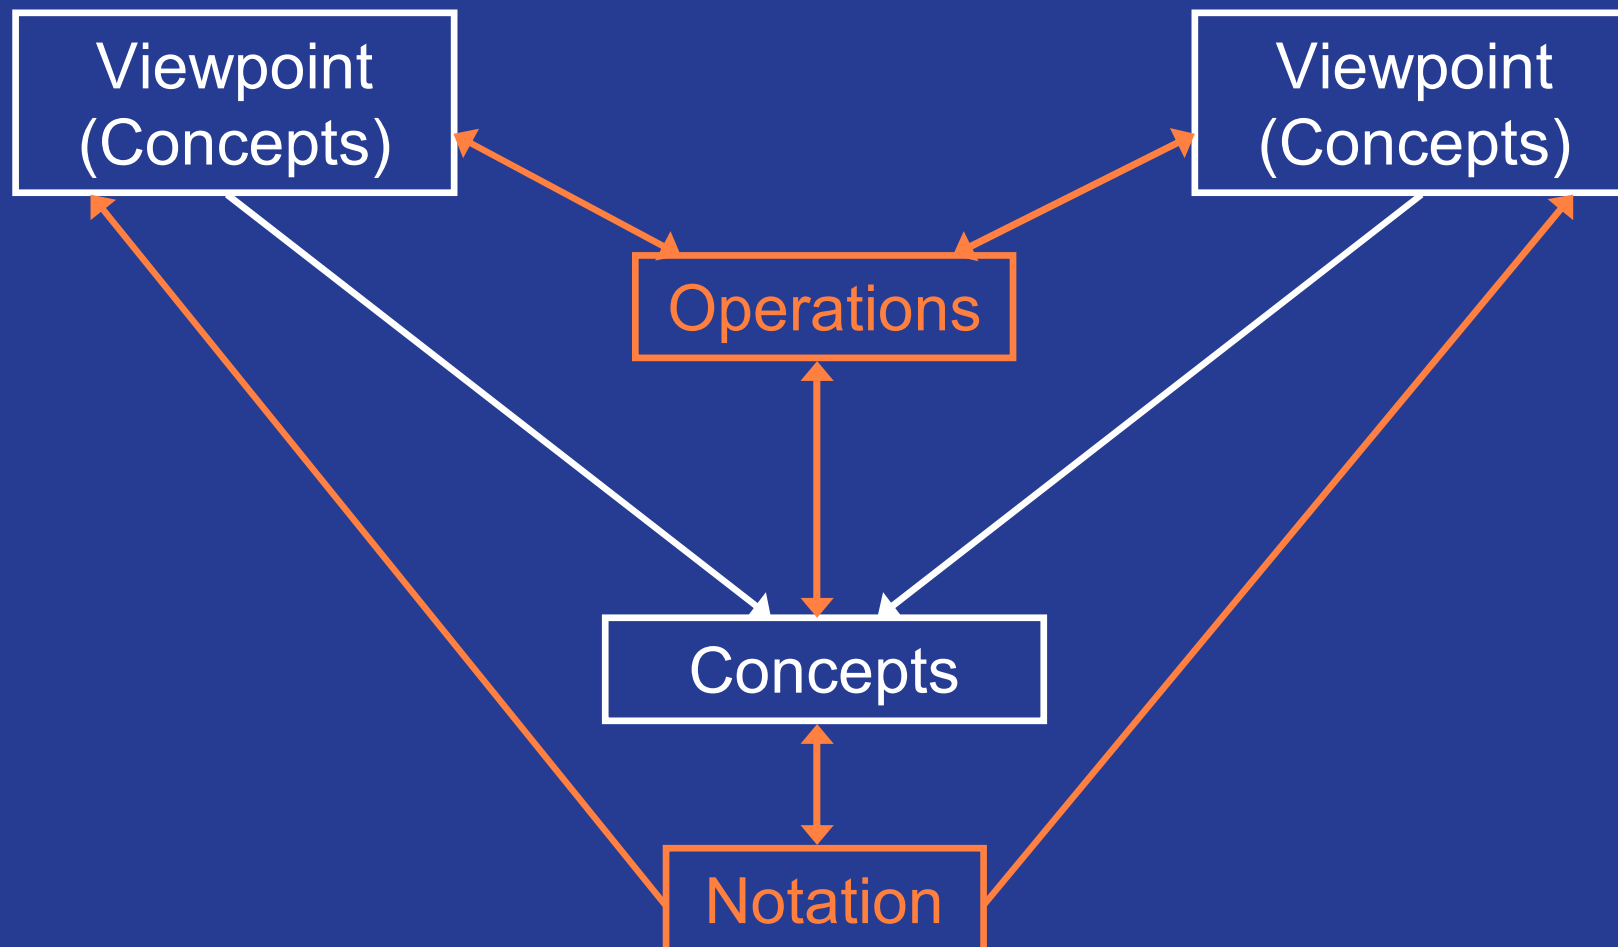 Viewpoint
(Concepts)
Viewpoint
(Concepts)
Operations
Concepts
Notation